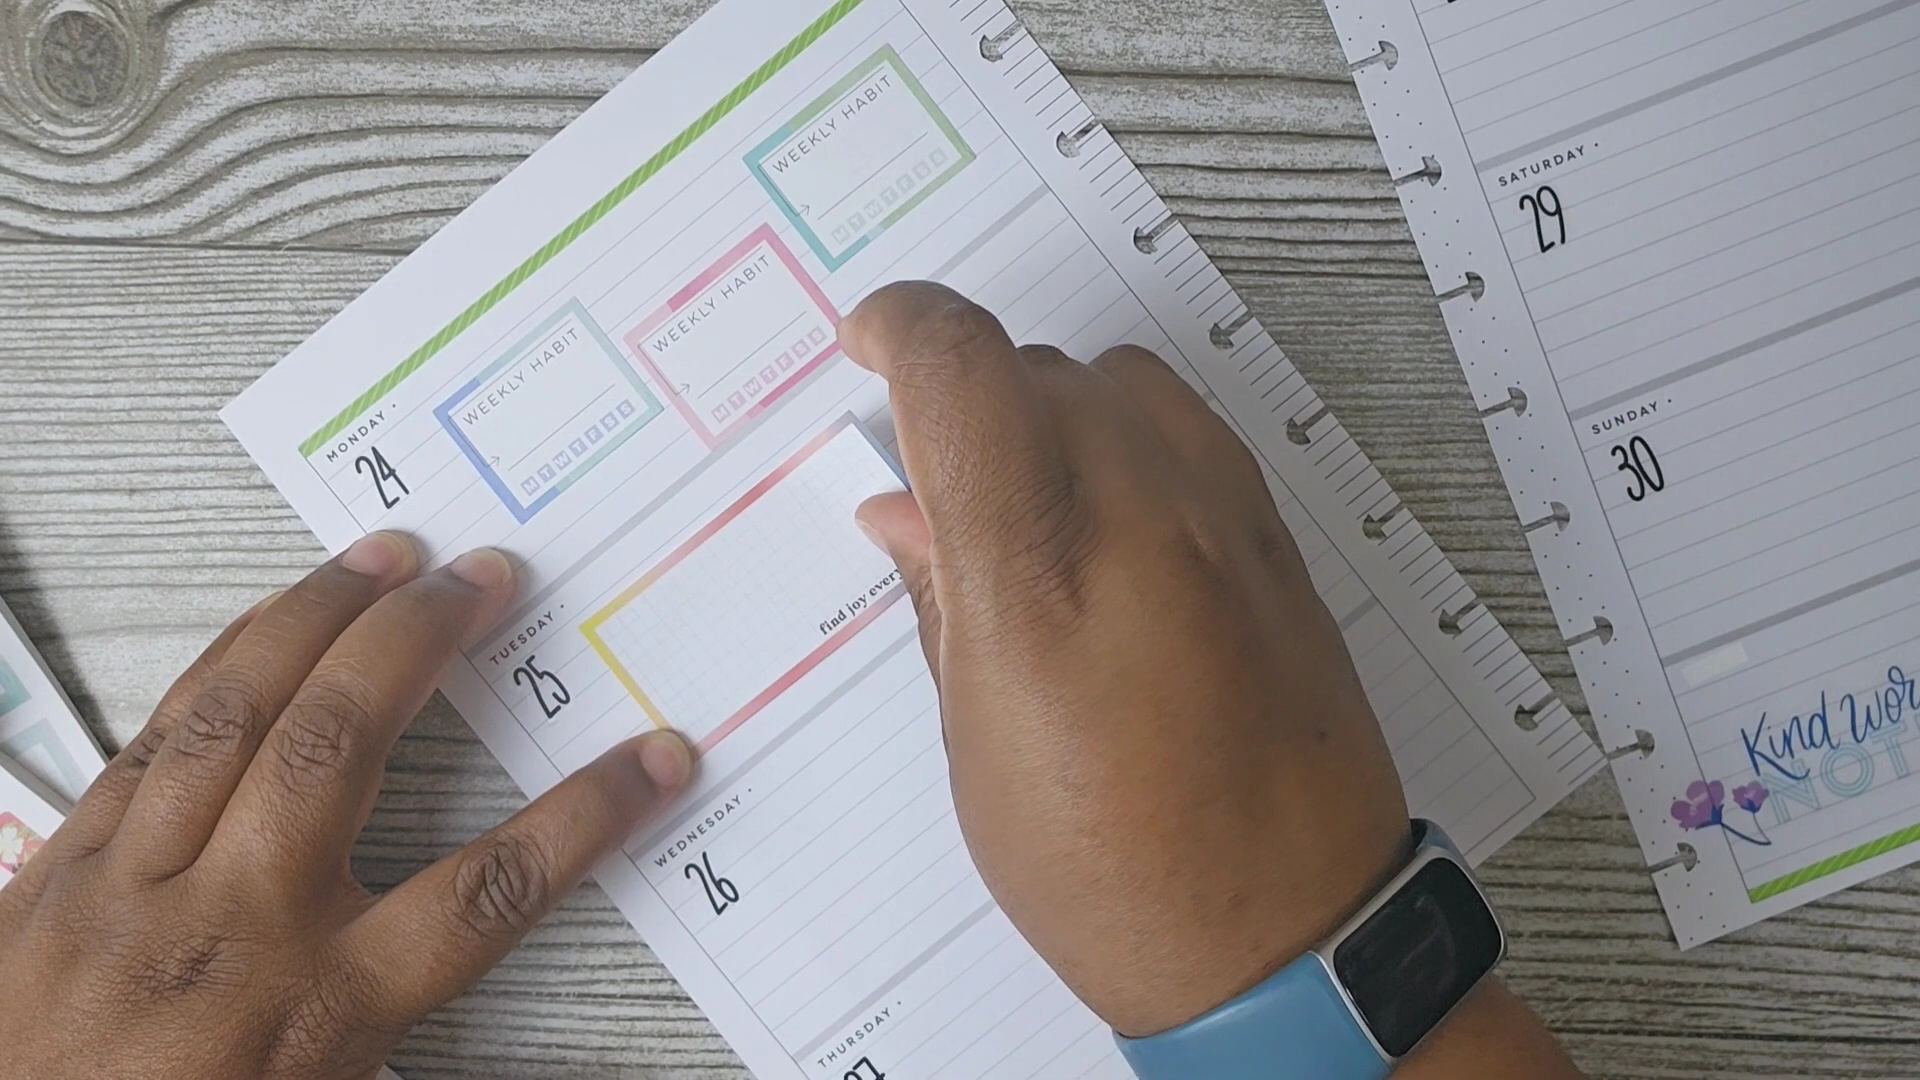 MONDAY •
24
WEEKLY HABIT
M T W T F S S
WEEKLY HABIT
M T W T F S S
WEEKLY HABIT
M T W T F S S
TUESDAY •
25
find joy every
WEDNESDAY •
26
THURSDAY •
27
SATURDAY •
29
SUNDAY •
30
Kind Wor
NOT